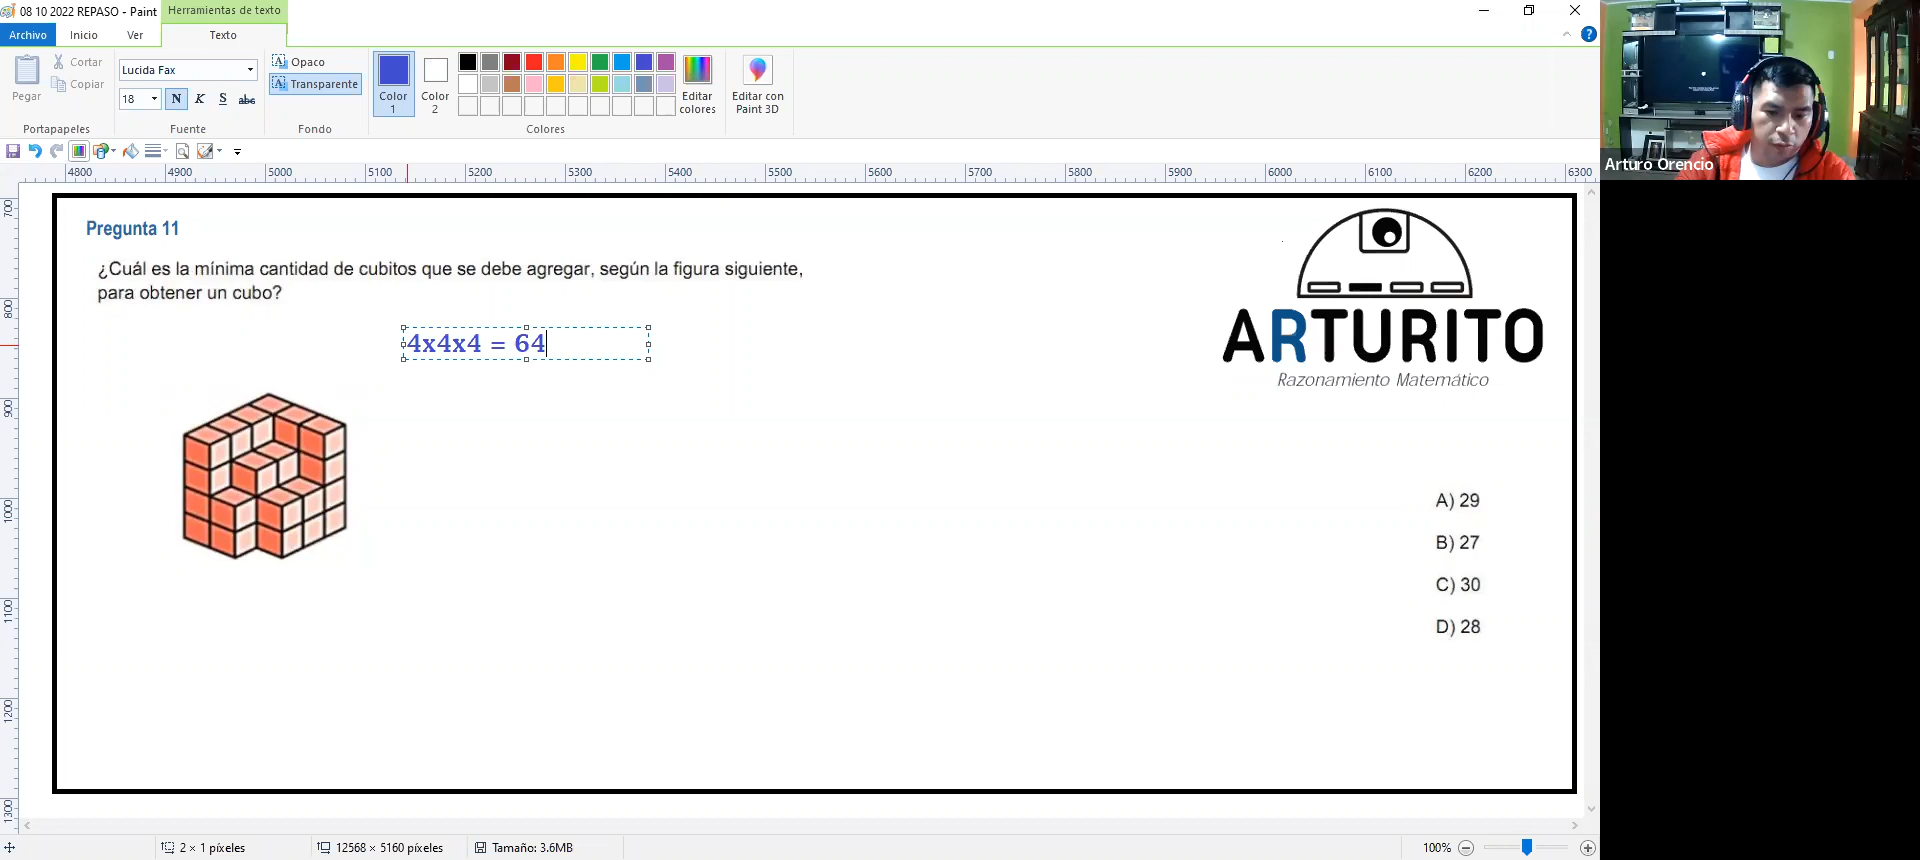 08 10 2022 REPASO - Paint
Herramientas de texto
Archivo
Inicio
Ver
Texto
Pegar
Cortar
Copiar
Portapapeles
Lucida Fax
18
N
K
S
abc
Fuente
Opaco
Transparente
Fondo
Color
1
Color
2
Editar
colores
Colores
Editar con
Paint 3D
4800 4900 5000 5100 5200 5300 5400 5500 5600 5700 5800 5900 6000 6100 6200 6300
700
800
900
1000
1100
1200
1300
Pregunta 11
¿Cuál es la mínima cantidad de cubitos que se debe agregar, según la figura siguiente,
para obtener un cubo?
4x4x4 = 64
ARTURITO
Razonamiento Matemático
A) 29
B) 27
C) 30
D) 28
2 × 1 píxeles
12568 × 5160 píxeles
Tamaño: 3.6MB
100%
Arturo Orencio